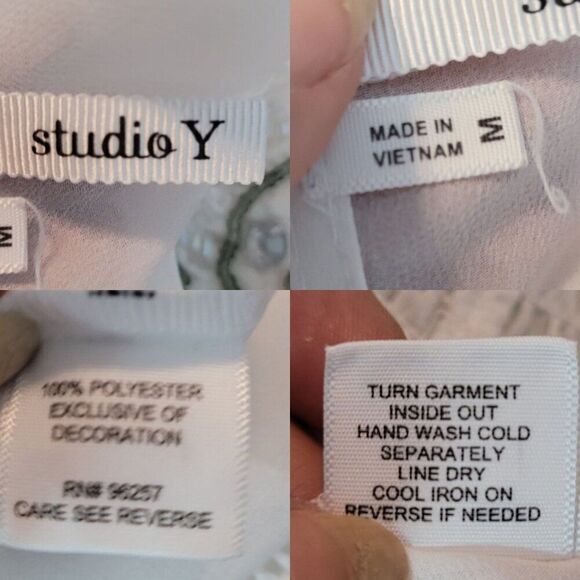 studio Y
M
MADE IN
VIETNAM
M
100% POLYESTER
EXCLUSIVE OF
DECORATION
RN# 96257
CARE SEE REVERSE
TURN GARMENT
INSIDE OUT
HAND WASH COLD
SEPARATELY
LINE DRY
COOL IRON ON
REVERSE IF NEEDED